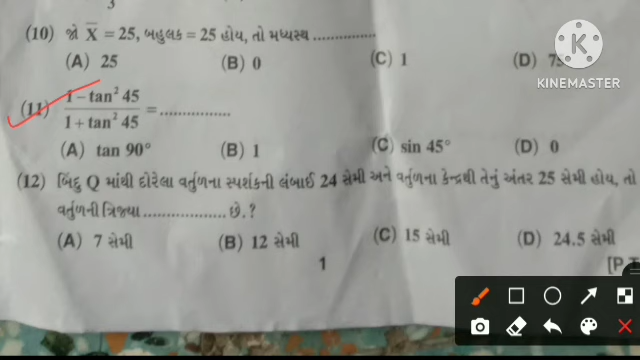 3
(10) જો X̄ = 25, બહુલક = 25 હોય, તો મધ્યસ્થ ..............
(A) 25 (B) 0 (C) 1 (D) 75
KINEMASTER
(11) 1 – tan² 45 / 1 + tan² 45 = ...............
(A) tan 90° (B) 1 (C) sin 45° (D) 0
(12) બિંદુ Q માંથી દોરેલા વર્તુળના સ્પર્શકની લંબાઈ 24 સેમી અને વર્તુળના કેન્દ્રથી તેનું અંતર 25 સેમી હોય, તો
વર્તુળની ત્રિજ્યા .................. છે.?
(A) 7 સેમી (B) 12 સેમી (C) 15 સેમી (D) 24.5 સેમી
1